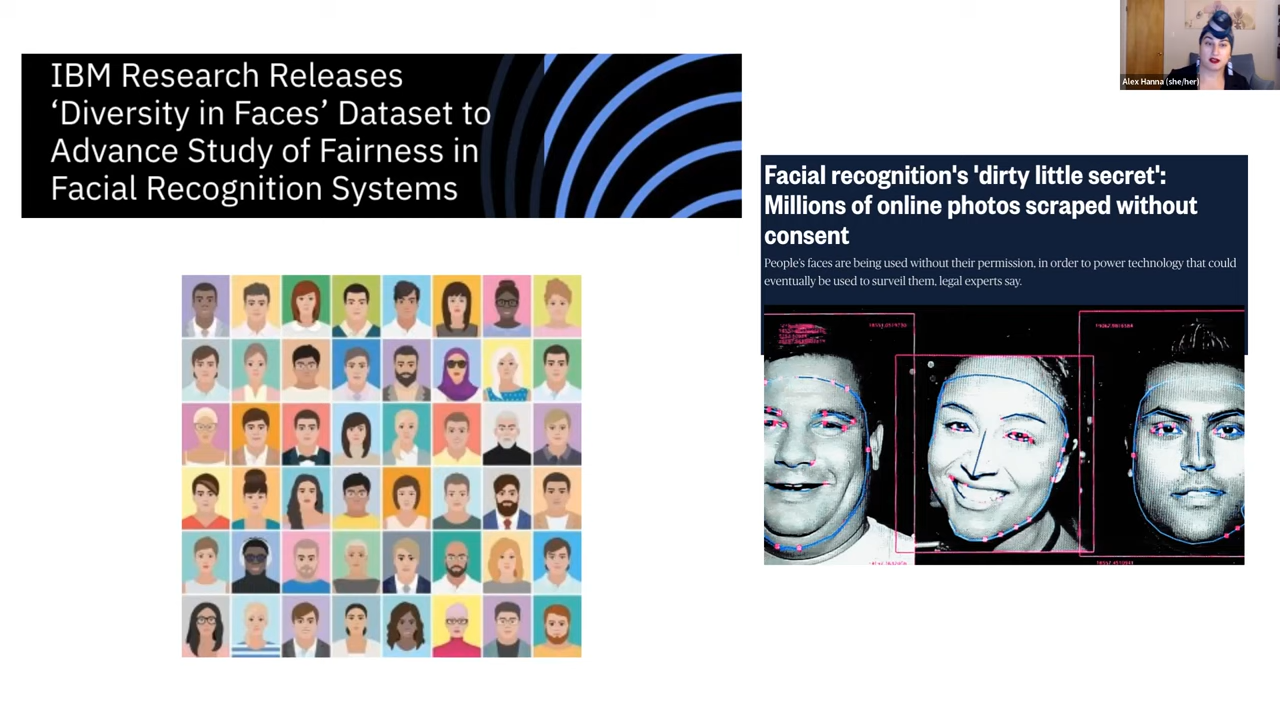 IBM Research Releases
‘Diversity in Faces’ Dataset to
Advance Study of Fairness in
Facial Recognition Systems
Alex Hanna (she/her)
Facial recognition's 'dirty little secret':
Millions of online photos scraped without
consent
People's faces are being used without their permission, in order to power technology that could
eventually be used to surveil them, legal experts say.